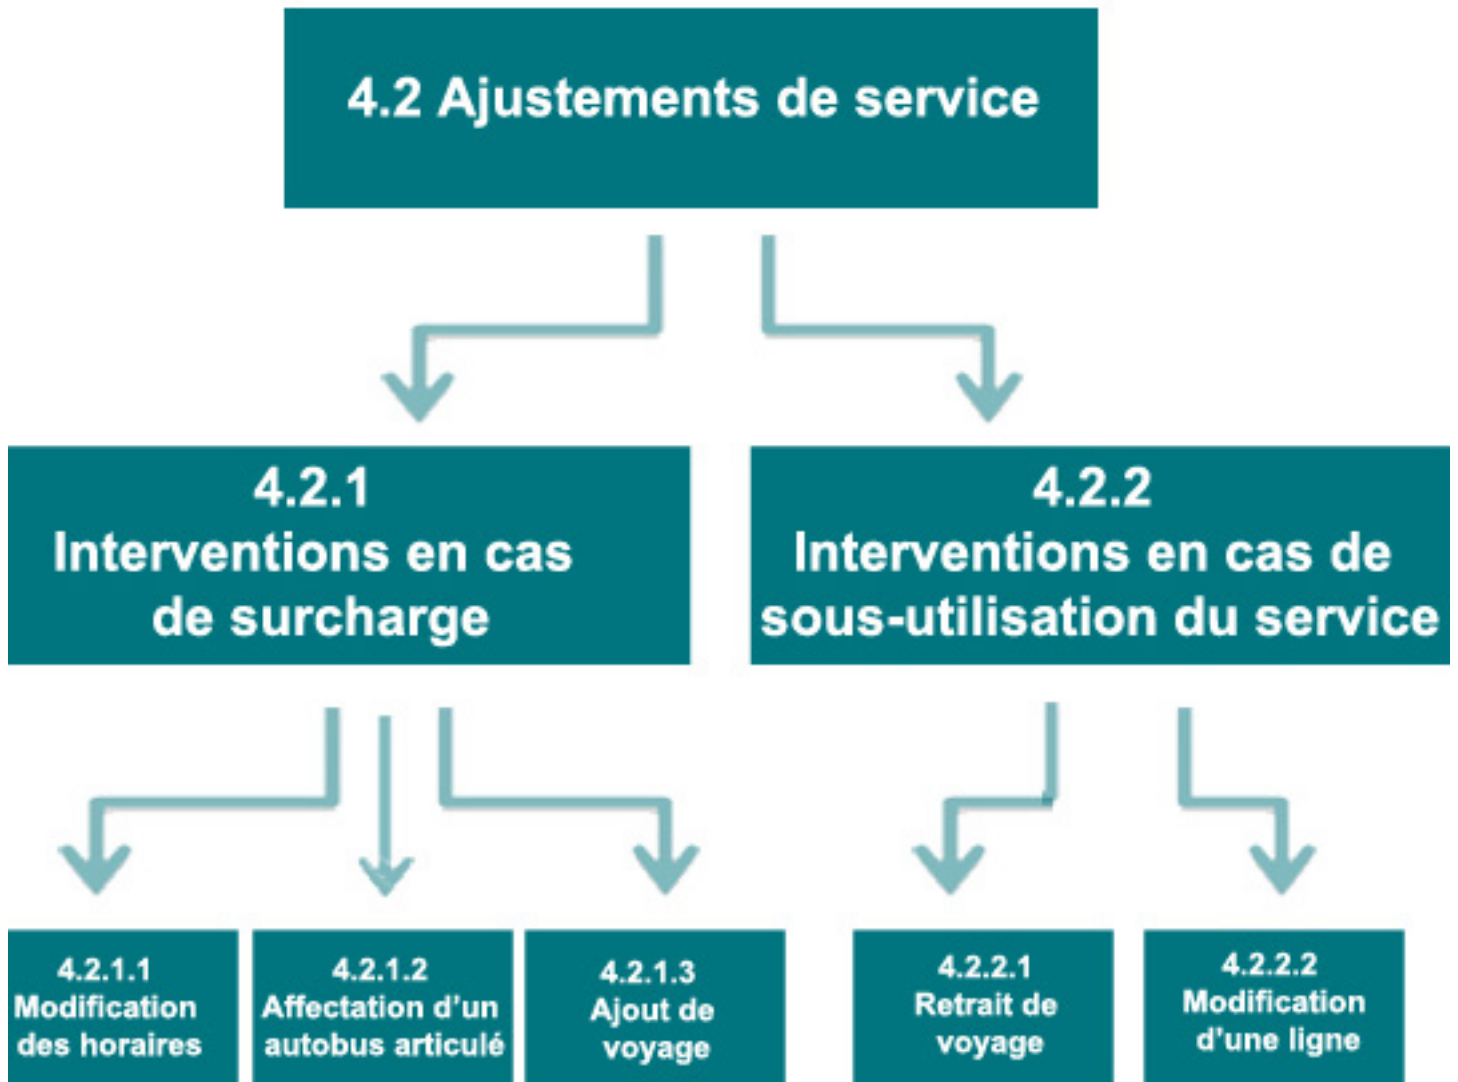 4.2 Ajustements de service
4.2.1
Interventions en cas
de surcharge
4.2.2
Interventions en cas de
sous-utilisation du service
4.2.1.1
Modification
des horaires
4.2.1.2
Affectation d’un
autobus articulé
4.2.1.3
Ajout de
voyage
4.2.2.1
Retrait de
voyage
4.2.2.2
Modification
d’une ligne